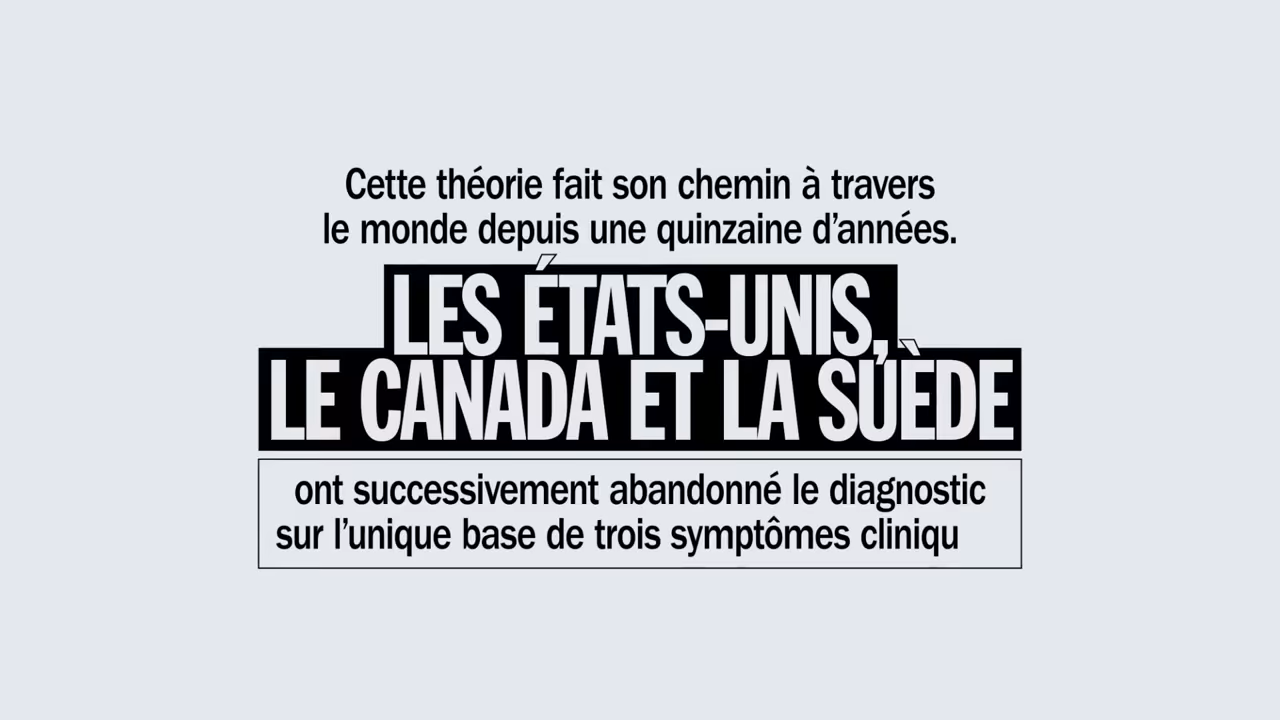 Cette théorie fait son chemin à travers
le monde depuis une quinzaine d'années.
LES ÉTATS-UNIS,
LE CANADA ET LA SUÈDE
ont successivement abandonné le diagnostic
sur l'unique base de trois symptômes cliniqu